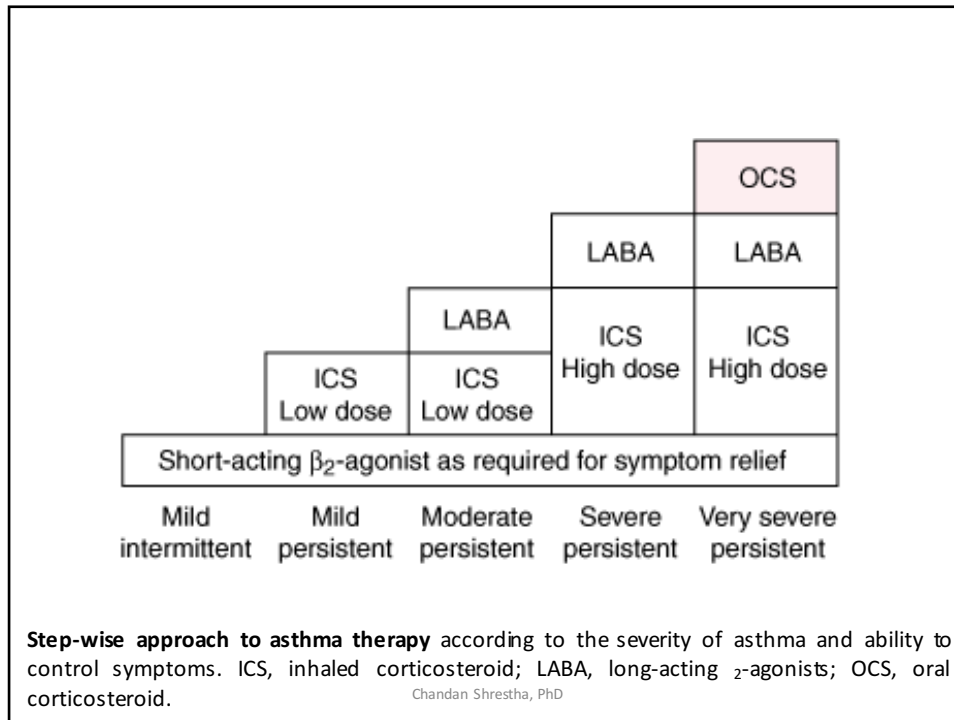 OCS
LABA LABA
LABA
ICS
High dose
ICS
High dose
ICS
Low dose
ICS
Low dose
Short-acting β₂-agonist as required for symptom relief
Mild
intermittent
Mild
persistent
Moderate
persistent
Severe
persistent
Very severe
persistent
Step-wise approach to asthma therapy according to the severity of asthma and ability to
control symptoms. ICS, inhaled corticosteroid; LABA, long-acting ₂-agonists; OCS, oral
corticosteroid.
Chandan Shrestha, PhD